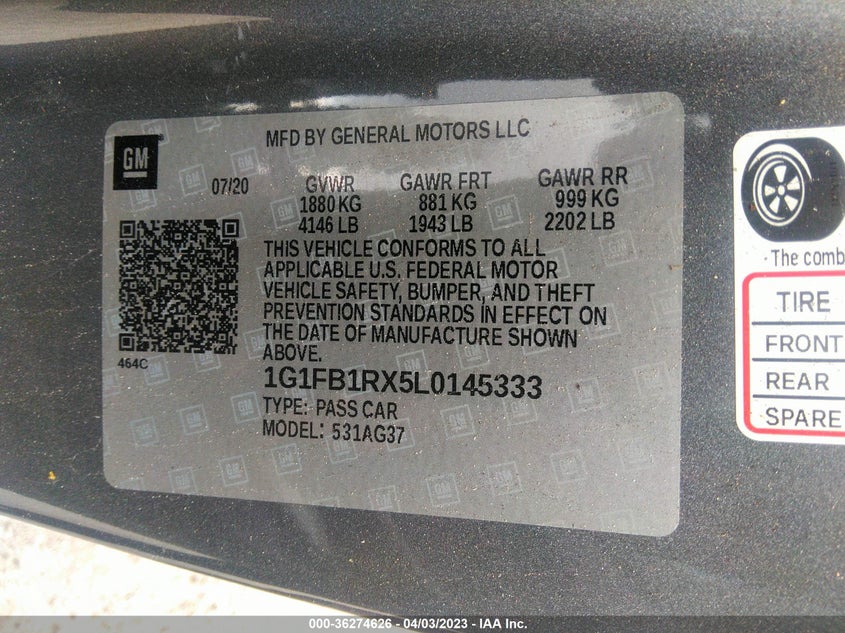 MFD BY GENERAL MOTORS LLC
GM
07/20
GVWR GAWR FRT GAWR RR
1880 KG 881 KG 999 KG
4146 LB 1943 LB 2202 LB
THIS VEHICLE CONFORMS TO ALL
APPLICABLE U.S. FEDERAL MOTOR
VEHICLE SAFETY, BUMPER, AND THEFT
PREVENTION STANDARDS IN EFFECT ON
THE DATE OF MANUFACTURE SHOWN
ABOVE.
464C
1G1FB1RX5L0145333
TYPE: PASS CAR
MODEL: 531AG37
The comb
TIRE
FRONT
REAR
SPARE
000-36274626 - 04/03/2023 - IAA Inc.